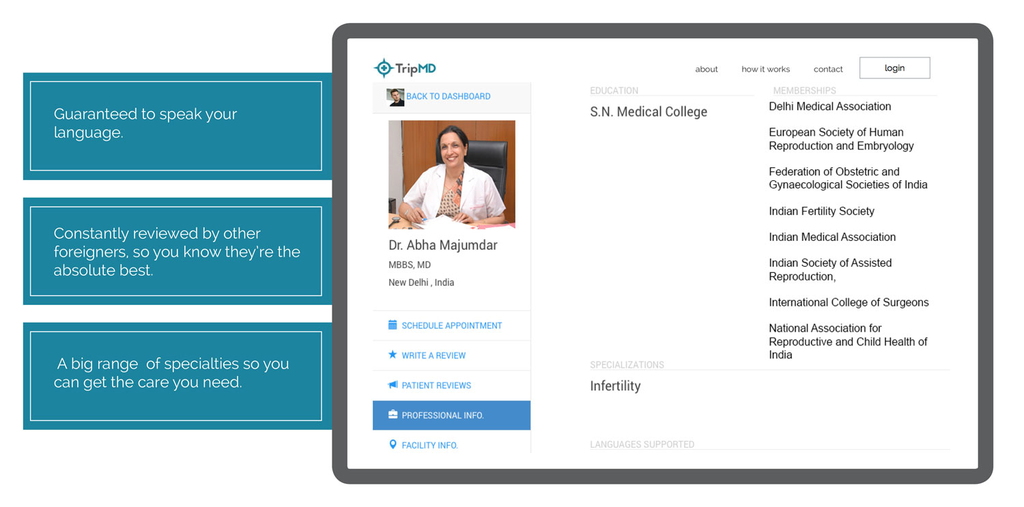 Guaranteed to speak your
language.
Constantly reviewed by other
foreigners, so you know they're the
absolute best.
A big range of specialties so you
can get the care you need.
TripMD
about how it works contact login
BACK TO DASHBOARD
Dr. Abha Majumdar
MBBS, MD
New Delhi , India
SCHEDULE APPOINTMENT
WRITE A REVIEW
PATIENT REVIEWS
PROFESSIONAL INFO.
FACILITY INFO.
EDUCATION
S.N. Medical College
MEMBERSHIPS
Delhi Medical Association
European Society of Human
Reproduction and Embryology
Federation of Obstetric and
Gynaecological Societies of India
Indian Fertility Society
Indian Medical Association
Indian Society of Assisted
Reproduction,
International College of Surgeons
National Association for
Reproductive and Child Health of
India
SPECIALIZATIONS
Infertility
LANGUAGES SUPPORTED